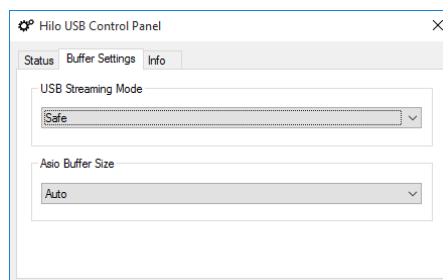 Hilo USB Control Panel
Status Buffer Settings Info
USB Streaming Mode
Safe
Asio Buffer Size
Auto